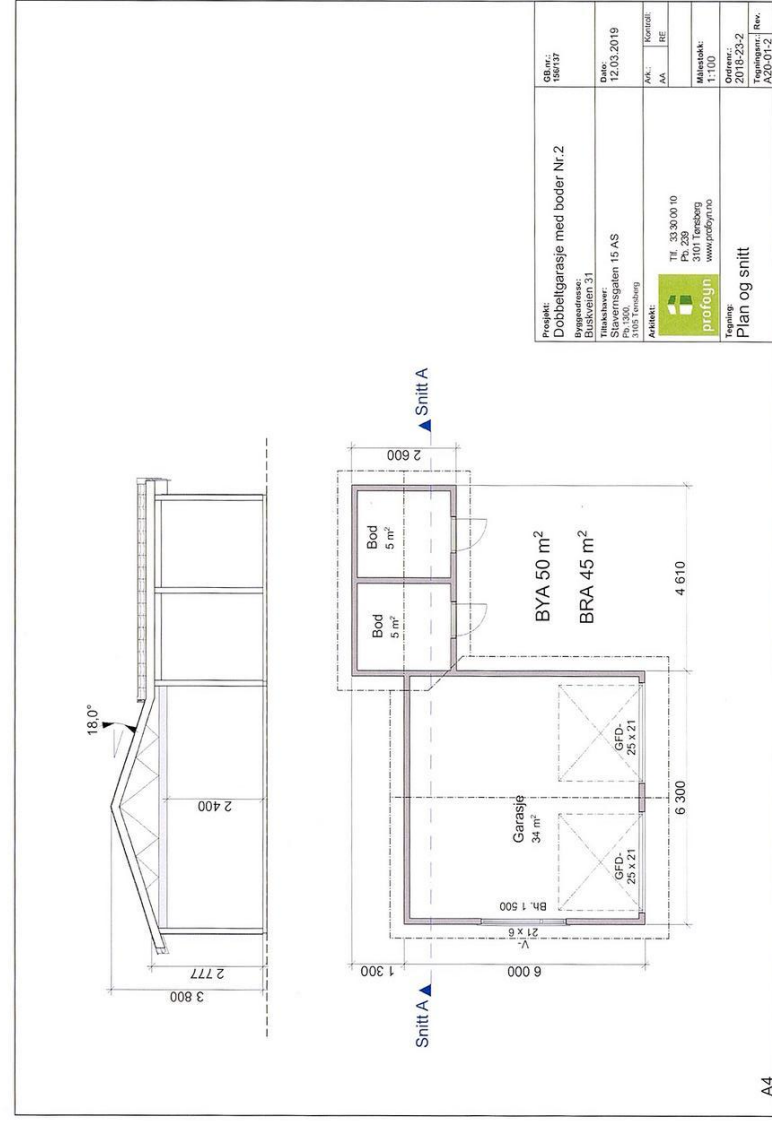 18,0°
2 400
2 777
3 800
Snitt A
Snitt A
2 600
Bod
5 m²
Bod
5 m²
BYA 50 m²
BRA 45 m²
4 610
6 300
1 300
6 000
Garasje
34 m²
GFD-
25 x 21
GFD-
25 x 21
Bh. 1 500
V-
21 x 6
Prosjekt:
Dobbeltgarasje med boder Nr.2
GB.nr.:
156/137
Byggeadresse:
Buskveien 31
Tiltakshaver:
Stavernsgaten 15 AS
Pb.1300,
3105 Tønsberg
Dato:
12.03.2019
Arkitekt:
profoyn
Tlf. 33 30 00 10
Pb. 239
3101 Tønsberg
www.profoyn.no
Ark.:
AA
Kontroll:
RE
Målestokk:
1:100
Tegning:
Plan og snitt
Ordrenr.:
2018-23-2
Tegningsnr.:
A20-01-2
Rev.
A4